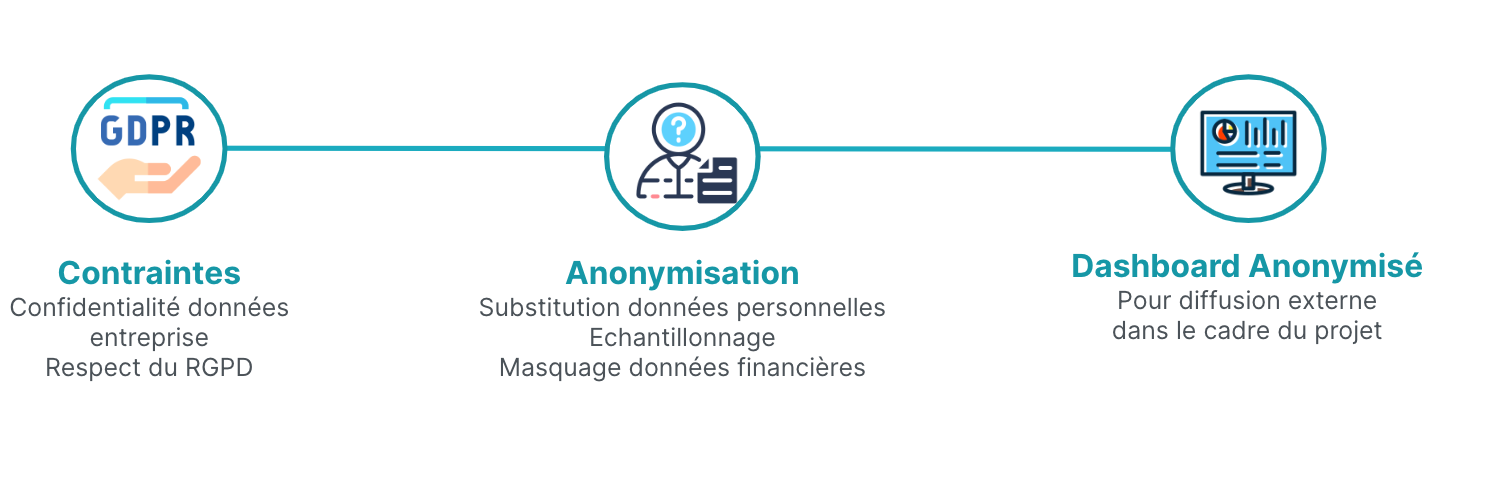 GDPR
?
Contraintes
Confidentialité données
entreprise
Respect du RGPD
Anonymisation
Substitution données personnelles
Echantillonnage
Masquage données financières
Dashboard Anonymisé
Pour diffusion externe
dans le cadre du projet